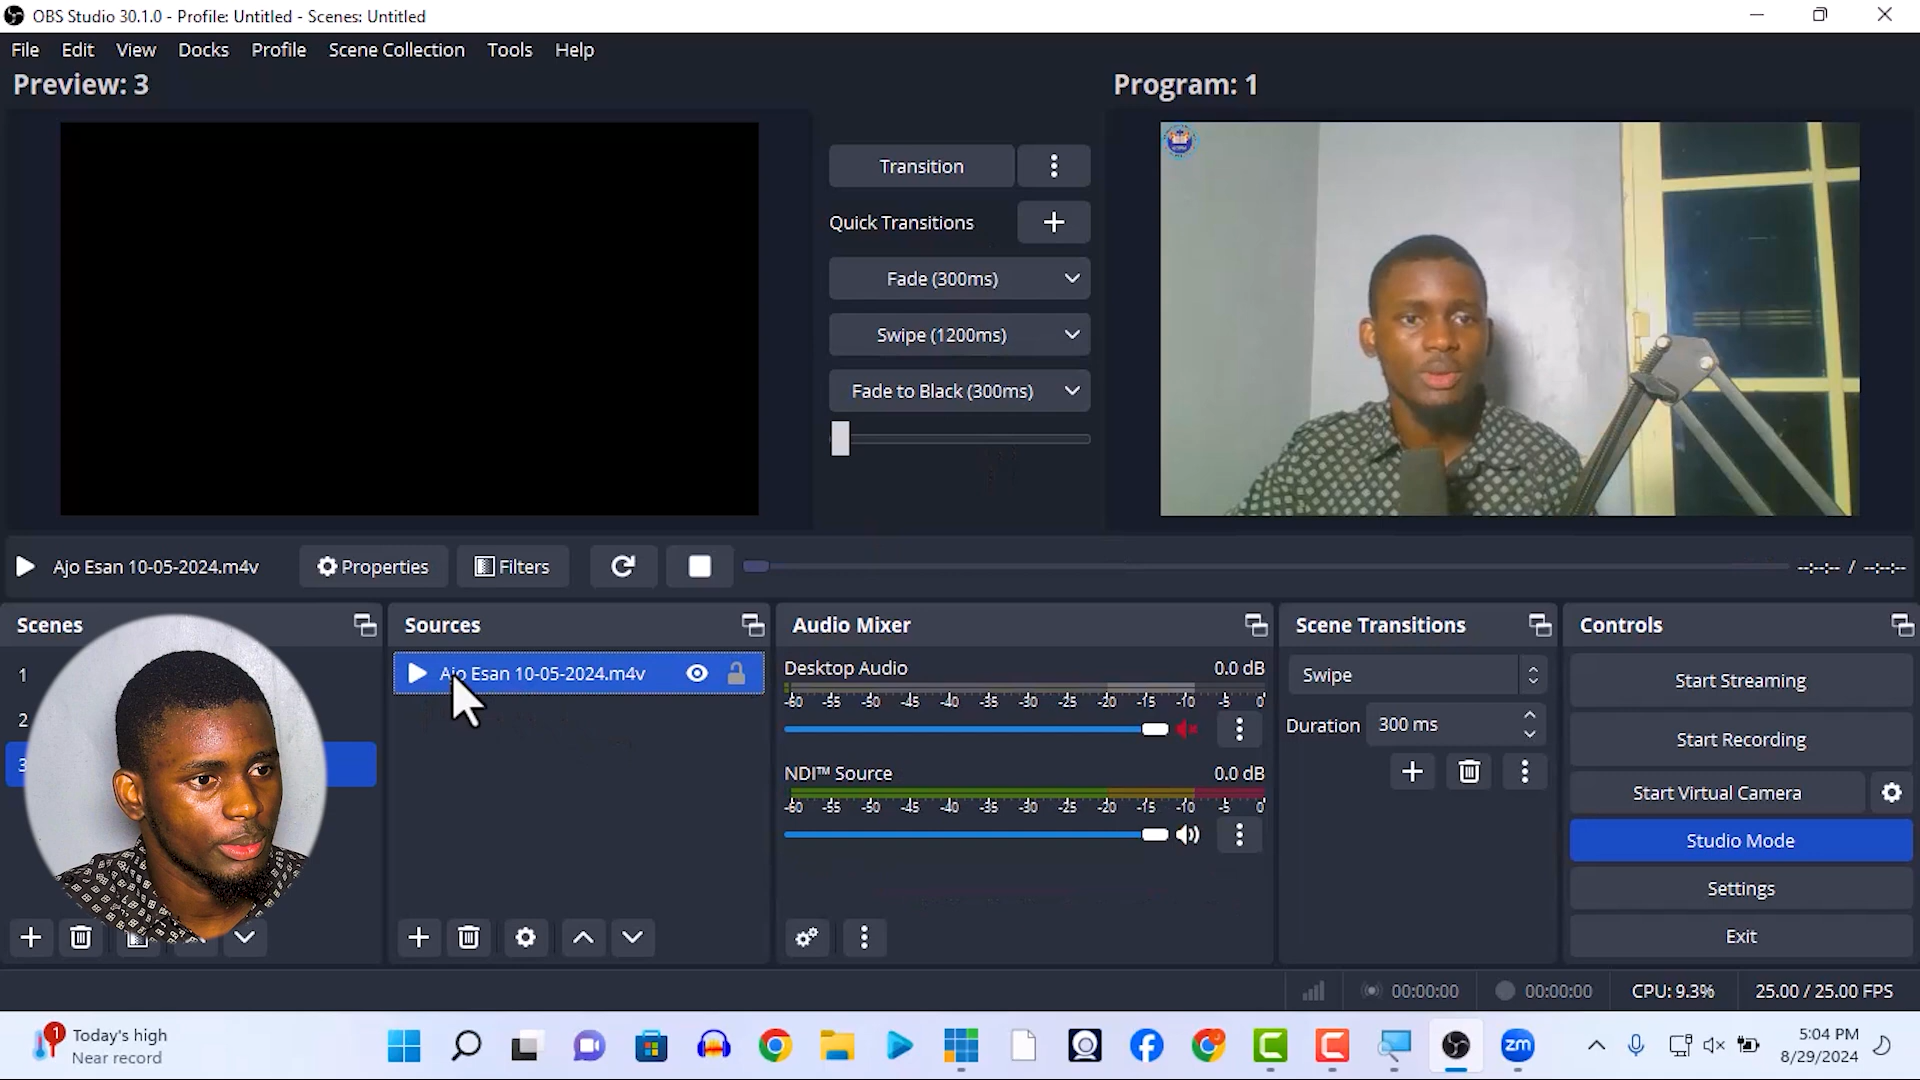 OBS Studio 30.1.0 - Profile: Untitled - Scenes: Untitled
File Edit View Docks Profile Scene Collection Tools Help
Preview: 3
Program: 1
Transition
Quick Transitions
Fade (300ms)
Swipe (1200ms)
Fade to Black (300ms)
Ajo Esan 10-05-2024.m4v
Properties
Filters
--:--:-- / --:--:--
Scenes
1
2
3
Sources
Ajo Esan 10-05-2024.m4v
Audio Mixer
Desktop Audio 0.0 dB
-60 -55 -50 -45 -40 -35 -30 -25 -20 -15 -10 -5 0
NDI™ Source 0.0 dB
-60 -55 -50 -45 -40 -35 -30 -25 -20 -15 -10 -5 0
Scene Transitions
Swipe
Duration 300 ms
Controls
Start Streaming
Start Recording
Start Virtual Camera
Studio Mode
Settings
Exit
00:00:00
00:00:00
CPU: 9.3%
25.00 / 25.00 FPS
1
Today's high
Near record
zm
5:04 PM
8/29/2024